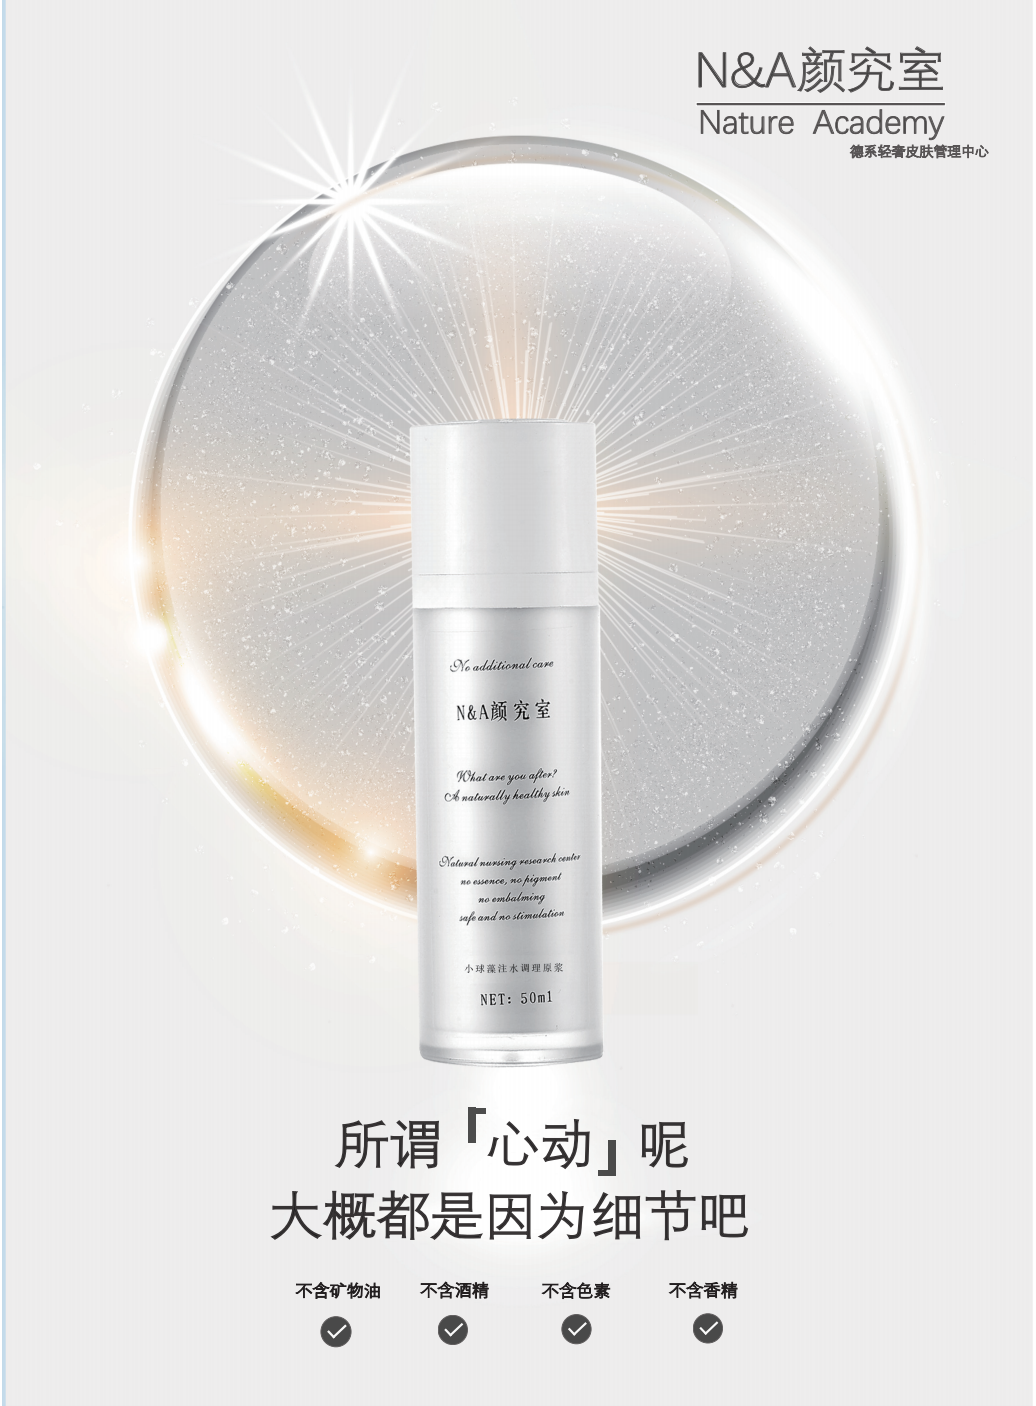 N&A颜究室
Nature Academy
德系轻奢皮肤管理中心
No additional care
N&A颜究室
What are you after?
A naturally healthy skin
Natural nursing research center
no essence, no pigment
no embalming
safe and no stimulation
小球藻注水调理原浆
NET: 50ml
所谓「心动」呢
大概都是因为细节吧
不含矿物油 不含酒精 不含色素 不含香精